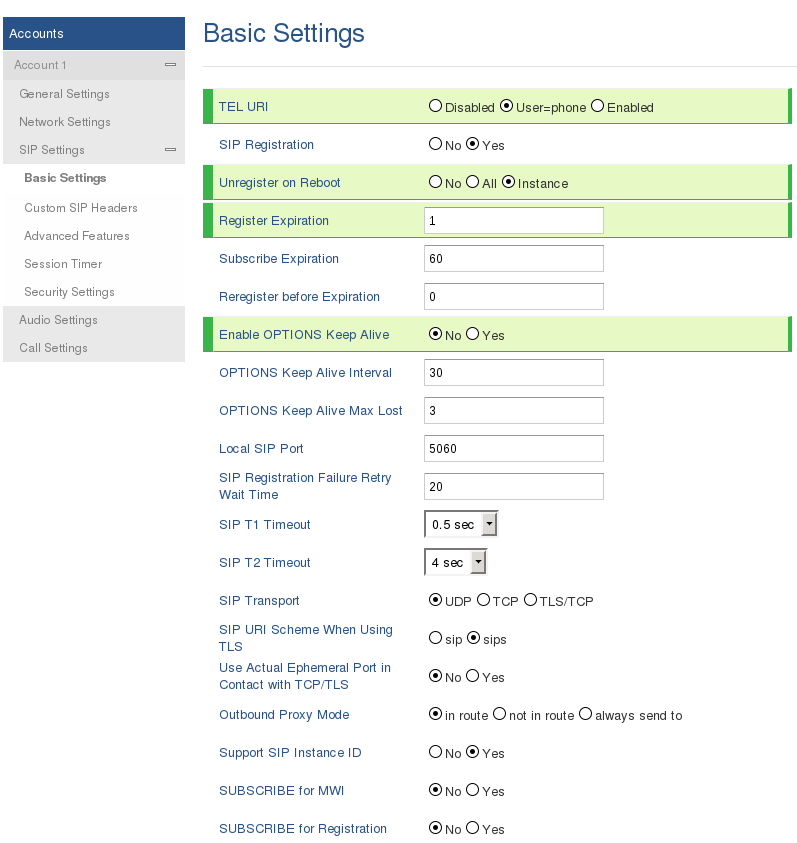 Accounts
Account 1
General Settings
Network Settings
SIP Settings
Basic Settings
Custom SIP Headers
Advanced Features
Session Timer
Security Settings
Audio Settings
Call Settings
Basic Settings
TEL URI Disabled User=phone Enabled
SIP Registration No Yes
Unregister on Reboot No All Instance
Register Expiration 1
Subscribe Expiration 60
Reregister before Expiration 0
Enable OPTIONS Keep Alive No Yes
OPTIONS Keep Alive Interval 30
OPTIONS Keep Alive Max Lost 3
Local SIP Port 5060
SIP Registration Failure Retry
Wait Time 20
SIP T1 Timeout 0.5 sec
SIP T2 Timeout 4 sec
SIP Transport UDP TCP TLS/TCP
SIP URI Scheme When Using
TLS sip sips
Use Actual Ephemeral Port in
Contact with TCP/TLS No Yes
Outbound Proxy Mode in route not in route always send to
Support SIP Instance ID No Yes
SUBSCRIBE for MWI No Yes
SUBSCRIBE for Registration No Yes